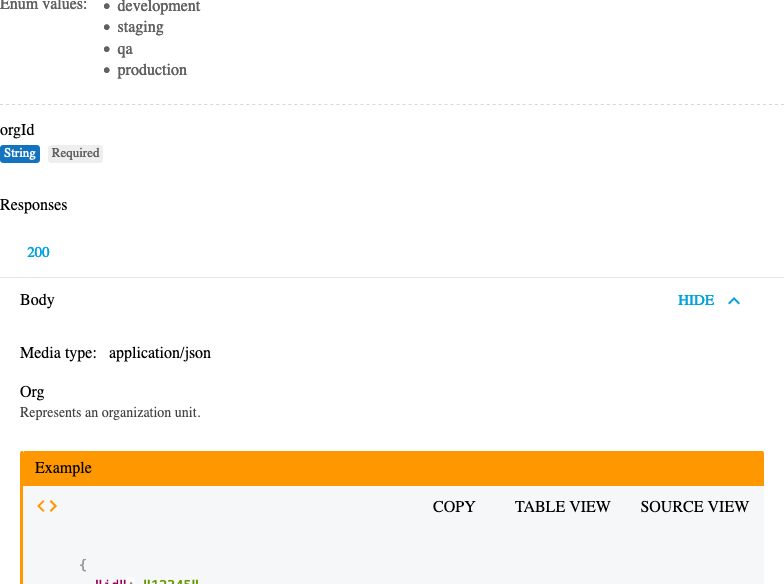 Enum values:
• development
• staging
• qa
• production
orgId
String Required
Responses
200
Body HIDE
Media type: application/json
Org
Represents an organization unit.
Example
<> COPY TABLE VIEW SOURCE VIEW
{
"id": "12345"